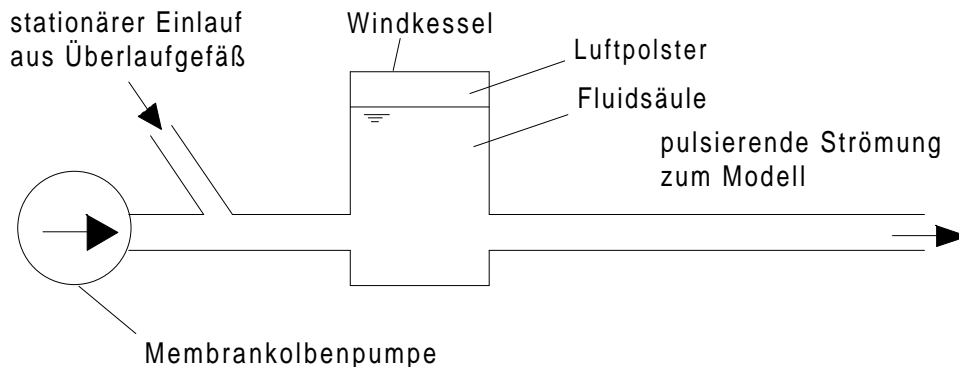 stationärer Einlauf
aus Überlaufgefäß
Windkessel
Luftpolster
Fluidsäule
pulsierende Strömung
zum Modell
Membrankolbenpumpe